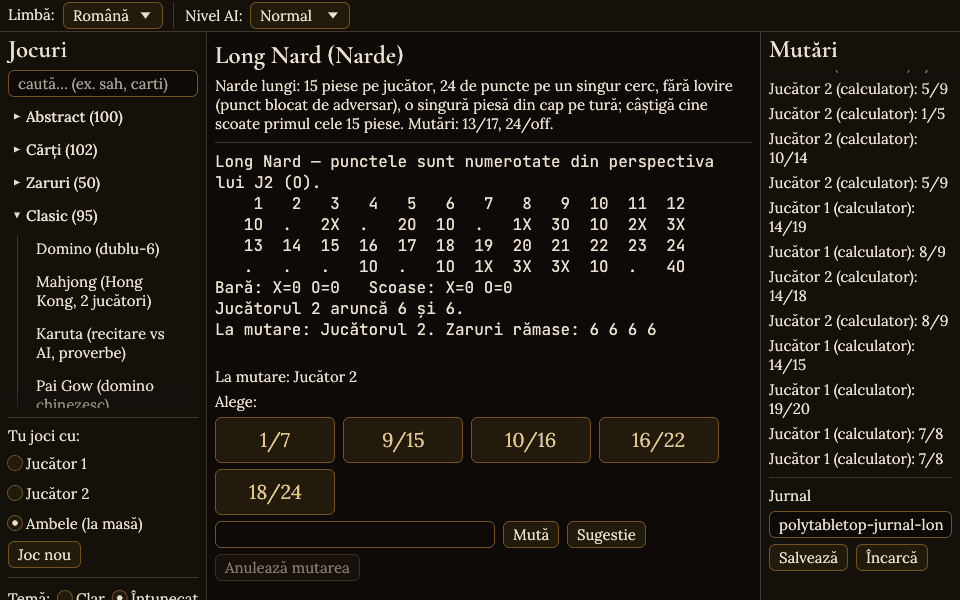 Limbă: Română ▼ Nivel AI: Normal ▼
Jocuri
caută... (ex. sah, carti)
▸ Abstract (100)
▸ Cărți (102)
▸ Zaruri (50)
▾ Clasic (95)
Domino (dublu-6)
Mahjong (Hong
Kong, 2 jucători)
Karuta (recitare vs
AI, proverbe)
Pai Gow (domino
chinezesc)
Tu joci cu:
Jucător 1
Jucător 2
Ambele (la masă)
Joc nou
Temă: Clar Întunecat
Long Nard (Narde)
Narde lungi: 15 piese pe jucător, 24 de puncte pe un singur cerc, fără lovire
(punct blocat de adversar), o singură piesă din cap pe tură; câștigă cine
scoate primul cele 15 piese. Mutări: 13/17, 24/off.
Long Nard — punctele sunt numerotate din perspectiva
lui J2 (O).
1 2 3 4 5 6 7 8 9 10 11 12
1O . 2X . 2O 1O . 1X 3O 1O 2X 3X
13 14 15 16 17 18 19 20 21 22 23 24
. . . 1O . 1O 1X 3X 3X 1O . 4O
Bară: X=0 O=0 Scoase: X=0 O=0
Jucătorul 2 aruncă 6 și 6.
La mutare: Jucătorul 2. Zaruri rămase: 6 6 6 6
La mutare: Jucător 2
Alege:
1/7 9/15 10/16 16/22
18/24
Mută Sugestie
Anulează mutarea
Mutări
Jucător 2 (calculator): 5/9
Jucător 2 (calculator): 1/5
Jucător 2 (calculator):
10/14
Jucător 2 (calculator): 5/9
Jucător 1 (calculator):
14/19
Jucător 1 (calculator): 8/9
Jucător 2 (calculator):
14/18
Jucător 2 (calculator): 8/9
Jucător 1 (calculator):
14/15
Jucător 1 (calculator):
19/20
Jucător 1 (calculator): 7/8
Jucător 1 (calculator): 7/8
Jurnal
polytabletop-jurnal-lon
Salvează Încarcă